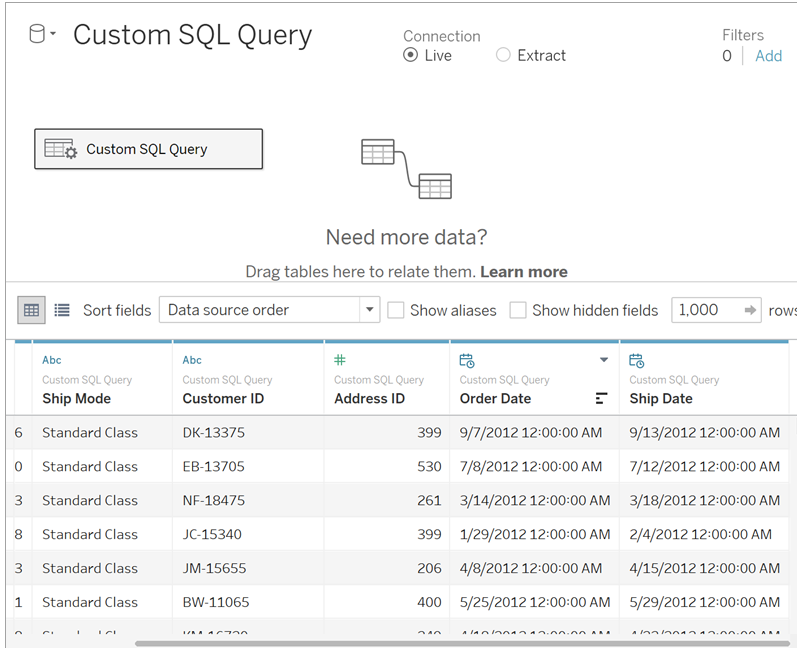 Custom SQL Query
Connection
Live Extract
Filters
0 Add
Custom SQL Query
Need more data?
Drag tables here to relate them. Learn more
Sort fields Data source order Show aliases Show hidden fields 1,000 rows
Abc Abc #
Custom SQL Query Custom SQL Query Custom SQL Query Custom SQL Query Custom SQL Query
Ship Mode Customer ID Address ID Order Date Ship Date
6 Standard Class DK-13375 399 9/7/2012 12:00:00 AM 9/13/2012 12:00:00 AM
0 Standard Class EB-13705 530 7/8/2012 12:00:00 AM 7/12/2012 12:00:00 AM
3 Standard Class NF-18475 261 3/14/2012 12:00:00 AM 3/18/2012 12:00:00 AM
8 Standard Class JC-15340 399 1/29/2012 12:00:00 AM 2/4/2012 12:00:00 AM
3 Standard Class JM-15655 206 4/8/2012 12:00:00 AM 4/15/2012 12:00:00 AM
1 Standard Class BW-11065 400 5/25/2012 12:00:00 AM 5/29/2012 12:00:00 AM